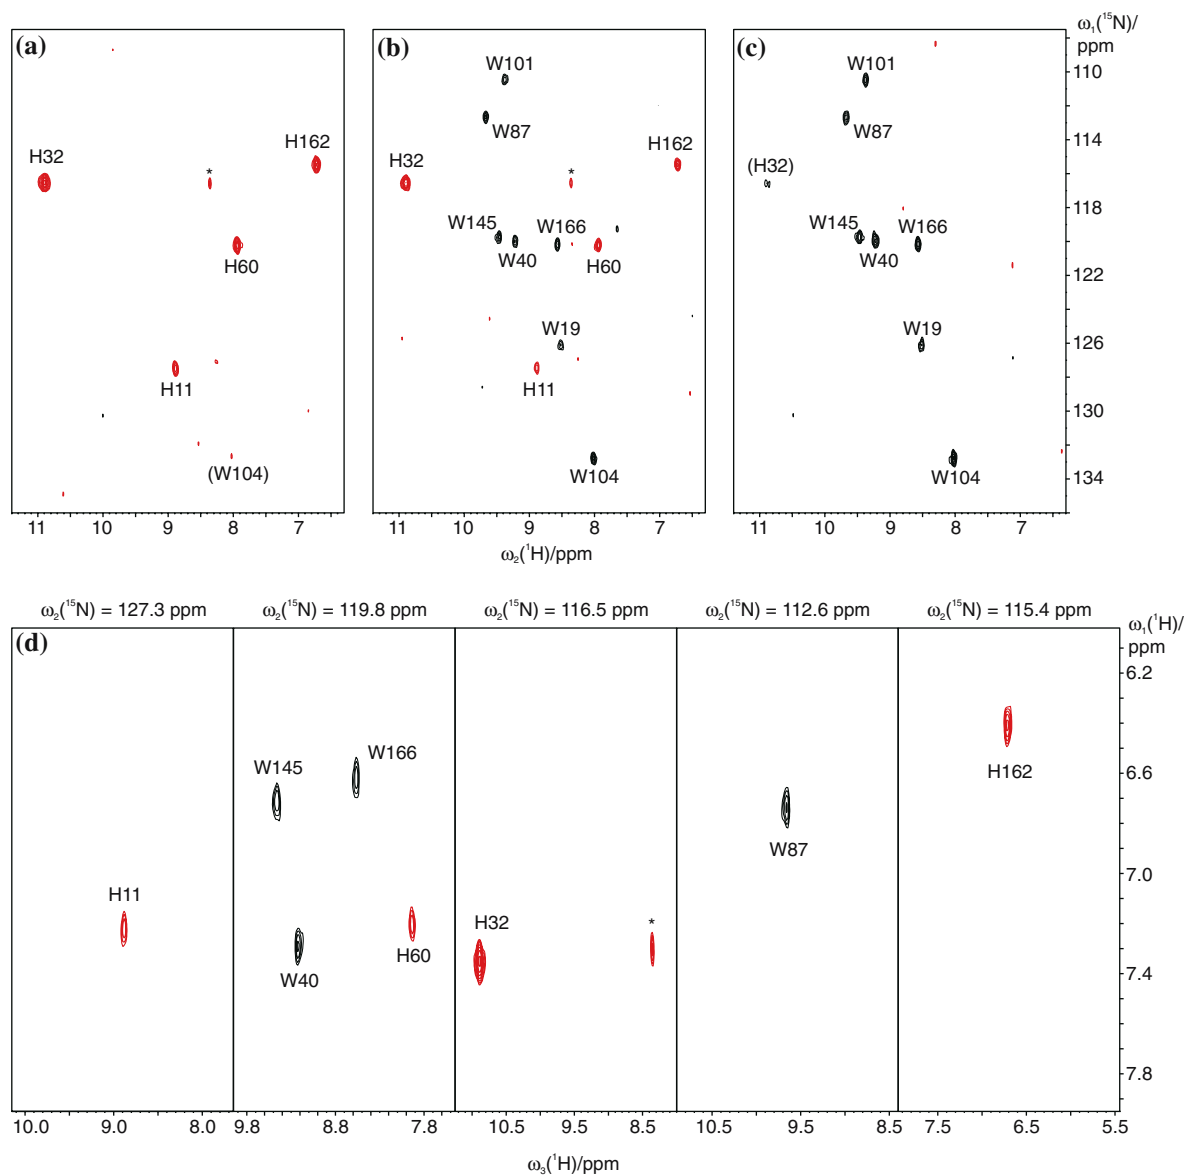 (a)
(b)
(c)
ω₁(¹⁵N)/
ppm
H32
*
H162
H60
H11
(W104)
11 10 9 8 7
W101
W87
H32
*
H162
W145
W166
W40
H60
W19
H11
W104
11 10 9 8 7
ω₂(¹H)/ppm
W101
W87
(H32)
W145
W166
W40
W19
W104
11 10 9 8 7
110
114
118
122
126
130
134
ω₂(¹⁵N) = 127.3 ppm
ω₂(¹⁵N) = 119.8 ppm
ω₂(¹⁵N) = 116.5 ppm
ω₂(¹⁵N) = 112.6 ppm
ω₂(¹⁵N) = 115.4 ppm
ω₁(¹H)/
ppm
(d)
H11
W145
W166
W40
H60
H32
*
W87
H162
6.2
6.6
7.0
7.4
7.8
10.0 9.0 8.0
9.8 8.8 7.8
10.5 9.5 8.5
10.5 9.5 8.5
7.5 6.5 5.5
ω₃(¹H)/ppm